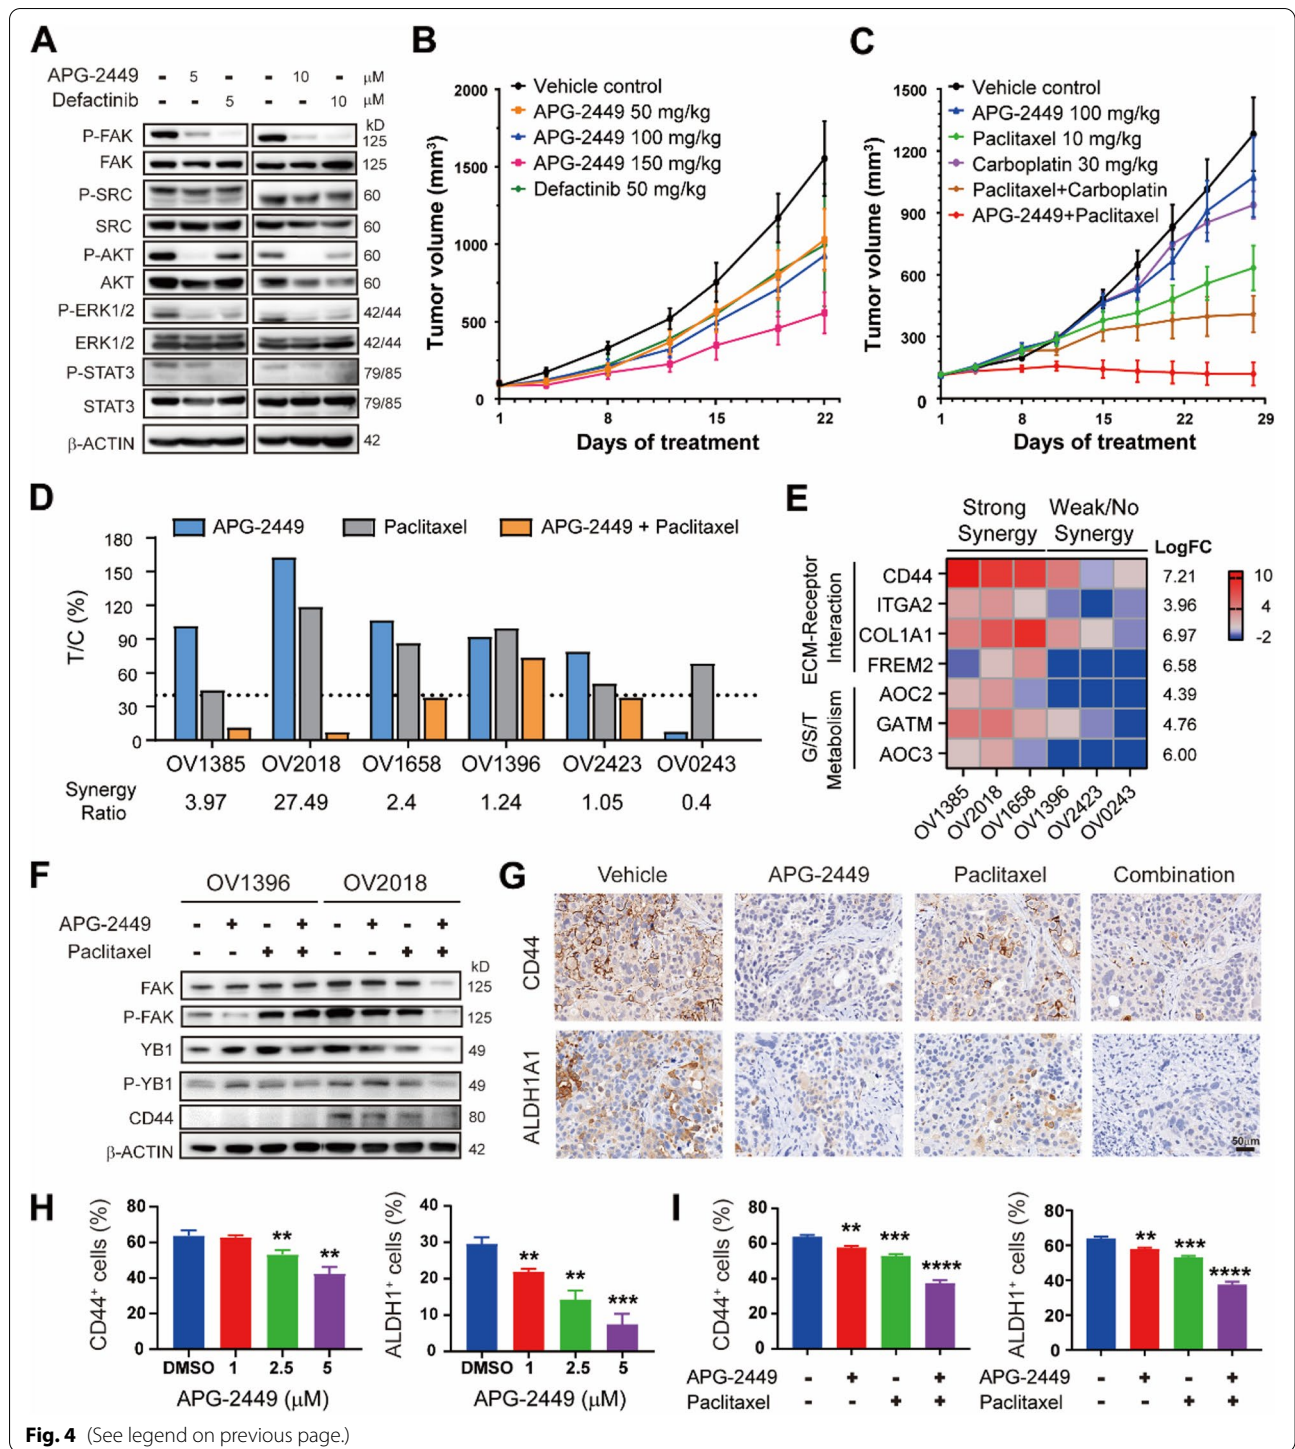 A
APG-2449 - 5 - - 10 - μM
Defactinib - - 5 - - 10 μM
kD
P-FAK 125
FAK 125
P-SRC 60
SRC 60
P-AKT 60
AKT 60
P-ERK1/2 42/44
ERK1/2 42/44
P-STAT3 79/85
STAT3 79/85
β-ACTIN 42
B
Vehicle control
APG-2449 50 mg/kg
APG-2449 100 mg/kg
APG-2449 150 mg/kg
Defactinib 50 mg/kg
Tumor volume (mm³)
2000
1500
1000
500
0
1 8 15 22
Days of treatment
C
Vehicle control
APG-2449 100 mg/kg
Paclitaxel 10 mg/kg
Carboplatin 30 mg/kg
Paclitaxel+Carboplatin
APG-2449+Paclitaxel
Tumor volume (mm³)
1500
1200
900
600
300
0
1 8 15 22 29
Days of treatment
D
APG-2449 Paclitaxel APG-2449 + Paclitaxel
T/C (%)
180
150
120
90
60
30
0
OV1385 OV2018 OV1658 OV1396 OV2423 OV0243
Synergy
Ratio
3.97 27.49 2.4 1.24 1.05 0.4
E
Strong
Synergy
Weak/No
Synergy
LogFC
ECM-Receptor
Interaction
G/S/T
Metabolism
CD44 7.21
ITGA2 3.96
COL1A1 6.97
FREM2 6.58
AOC2 4.39
GATM 4.76
AOC3 6.00
10
4
-2
OV1385 OV2018 OV1658 OV1396 OV2423 OV0243
F
OV1396 OV2018
APG-2449 - + - + - + - +
Paclitaxel - - + + - - + +
kD
FAK 125
P-FAK 125
YB1 49
P-YB1 49
CD44 80
β-ACTIN 42
G
Vehicle APG-2449 Paclitaxel Combination
CD44
ALDH1A1
50μm
H
CD44⁺ cells (%)
80
60
40
20
0
** **
DMSO 1 2.5 5
APG-2449 (μM)
ALDH1⁺ cells (%)
40
30
20
10
0
** ** ***
DMSO 1 2.5 5
APG-2449 (μM)
I
CD44⁺ cells (%)
80
60
40
20
0
** *** ****
APG-2449 - + - +
Paclitaxel - - + +
ALDH1⁺ cells (%)
80
60
40
20
0
** *** ****
APG-2449 - + - +
Paclitaxel - - + +
Fig. 4 (See legend on previous page.)